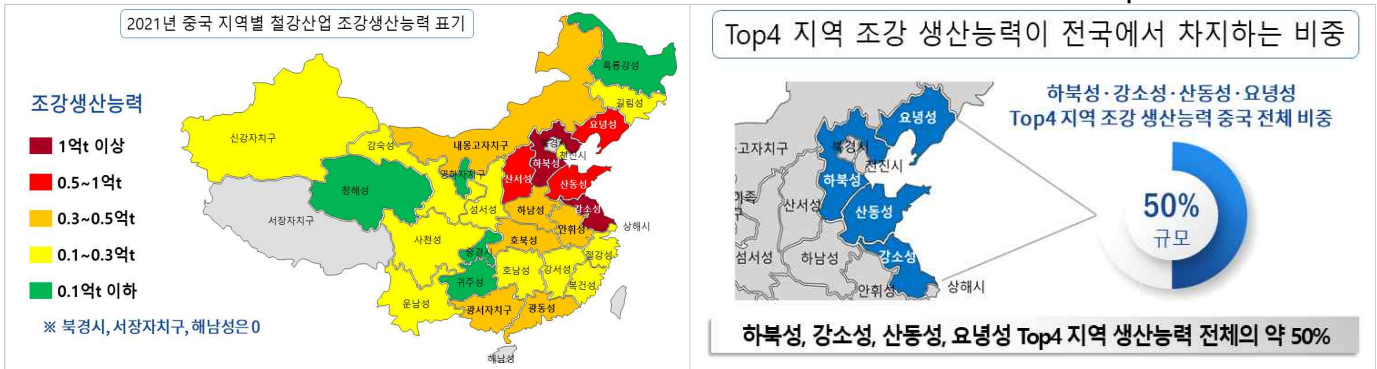 2021년 중국 지역별 철강산업 조강생산능력 표기
조강생산능력
1억t 이상
0.5~1억t
0.3~0.5억t
0.1~0.3억t
0.1억t 이하
※ 북경시, 서장자치구, 해남성은 0
흑룡강성
길림성
요녕성
신강자치구
감숙성
내몽고자치구
북경시
천진시
하북성
영하자치구
산서성
산동성
청해성
섬서성
하남성
강소성
서장자치구
안휘성
상해시
사천성
호북성
중경시
절강성
호남성
강서성
귀주성
복건성
운남성
광서자치구
광동성
해남성
Top4 지역 조강 생산능력이 전국에서 차지하는 비중
하북성·강소성·산동성·요녕성
Top4 지역 조강 생산능력 중국 전체 비중
50%
규모
요녕성
고자치구
북경시
천진시
하북성
하족
구
산서성
산동성
섬서성
하남성
강소성
안휘성
상해시
하북성, 강소성, 산동성, 요녕성 Top4 지역 생산능력 전체의 약 50%